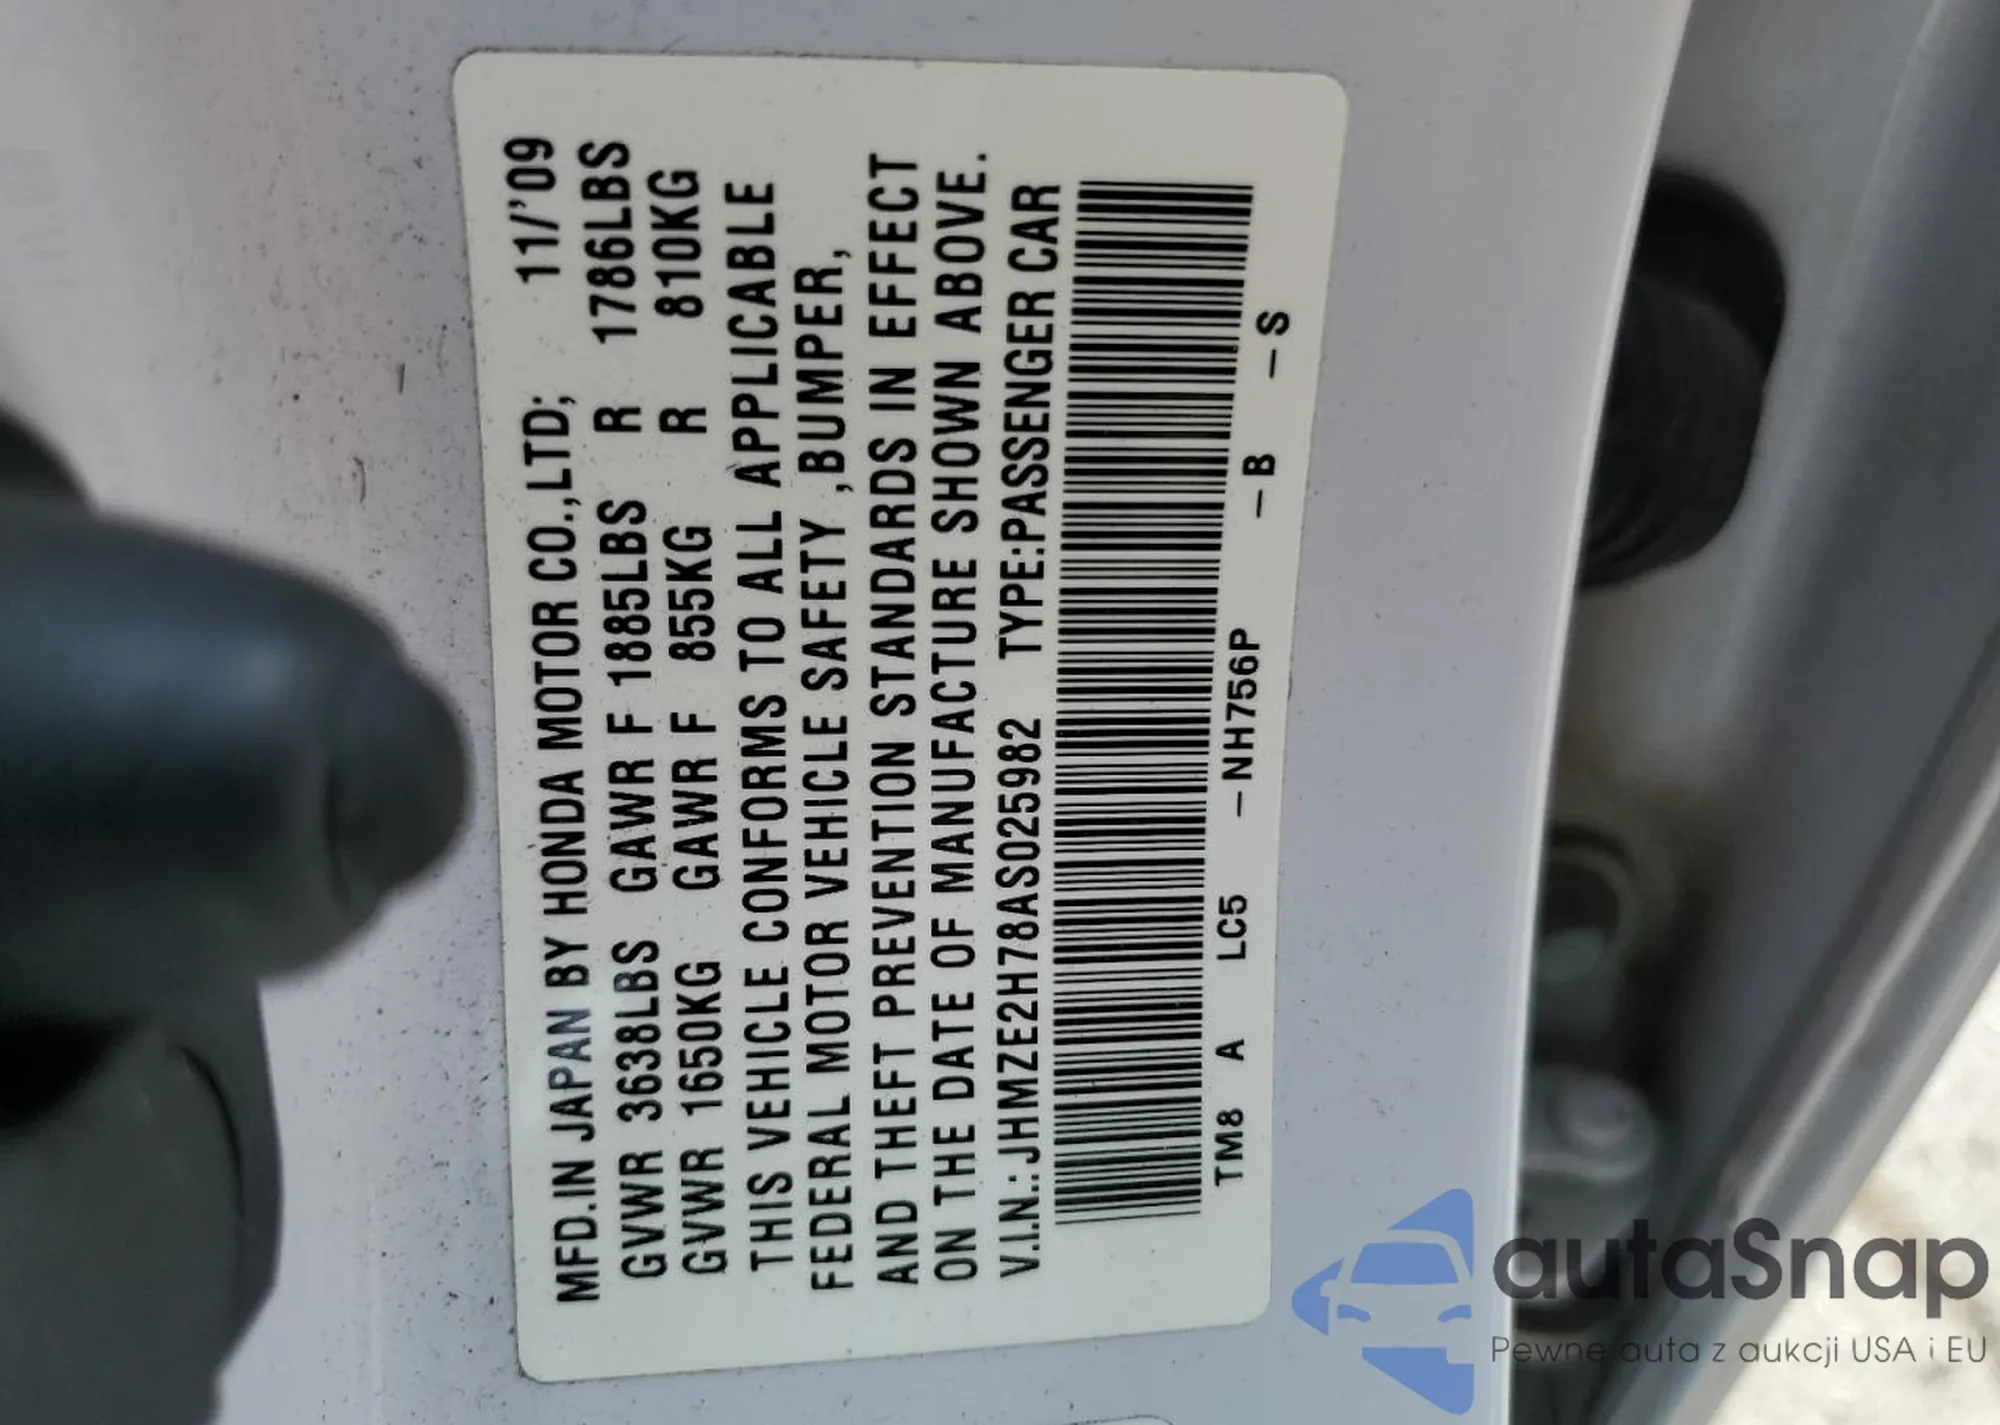 MFD.IN JAPAN BY HONDA MOTOR CO.,LTD; 11/'09
GVWR 3638LBS GAWR F 1885LBS R 1786LBS
GVWR 1650KG GAWR F 855KG R 810KG
THIS VEHICLE CONFORMS TO ALL APPLICABLE
FEDERAL MOTOR VEHICLE SAFETY ,BUMPER,
AND THEFT PREVENTION STANDARDS IN EFFECT
ON THE DATE OF MANUFACTURE SHOWN ABOVE.
V.I.N.:JHMZE2H78AS025982 TYPE:PASSENGER CAR
TM8 A LC5 -NH756P -B -S
autaSnap
Pewne auta z aukcji USA i EU